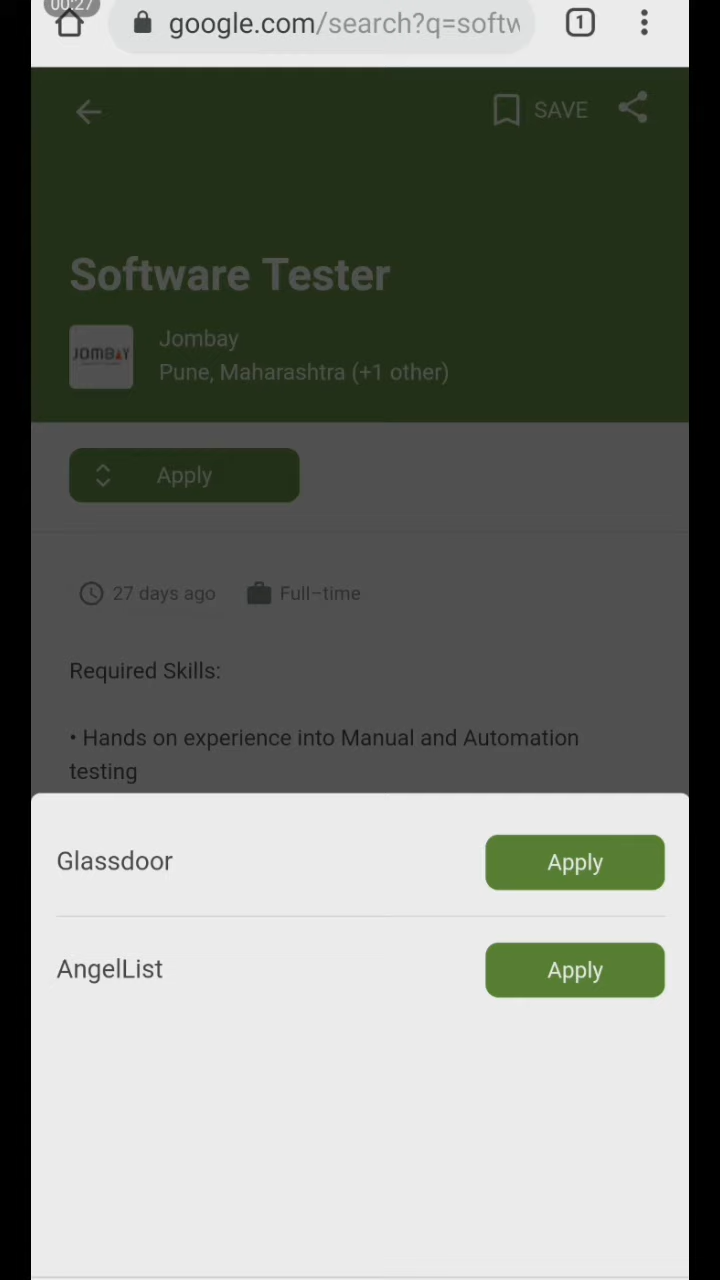 00:27
google.com/search?q=softw
1
SAVE
Software Tester
JOMBAY
Jombay
Pune, Maharashtra (+1 other)
Apply
27 days ago Full-time
Required Skills:
• Hands on experience into Manual and Automation
testing
Glassdoor Apply
AngelList Apply